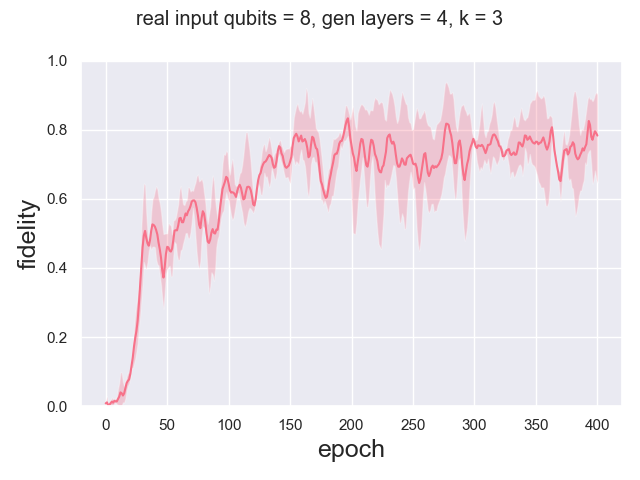 real input qubits = 8, gen layers = 4, k = 3
1.0
0.8
0.6
0.4
0.2
0.0
fidelity
0 50 100 150 200 250 300 350 400
epoch